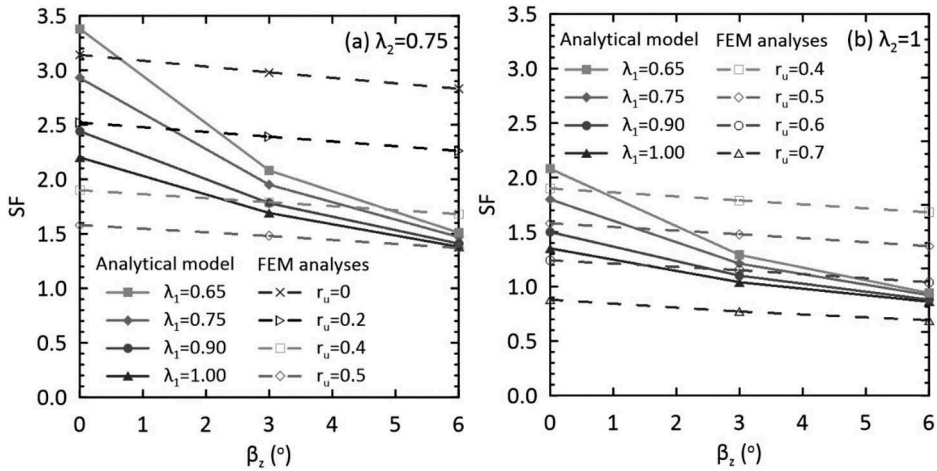 3.5
3.0
2.5
2.0
1.5
1.0
0.5
0.0
SF
(a) λ₂=0.75
Analytical model FEM analyses
λ₁=0.65 rᵤ=0
λ₁=0.75 rᵤ=0.2
λ₁=0.90 rᵤ=0.4
λ₁=1.00 rᵤ=0.5
0 1 2 3 4 5 6
β_z (°)
3.5
3.0
2.5
2.0
1.5
1.0
0.5
0.0
SF
Analytical model FEM analyses (b) λ₂=1
λ₁=0.65 rᵤ=0.4
λ₁=0.75 rᵤ=0.5
λ₁=0.90 rᵤ=0.6
λ₁=1.00 rᵤ=0.7
0 1 2 3 4 5 6
β_z (°)